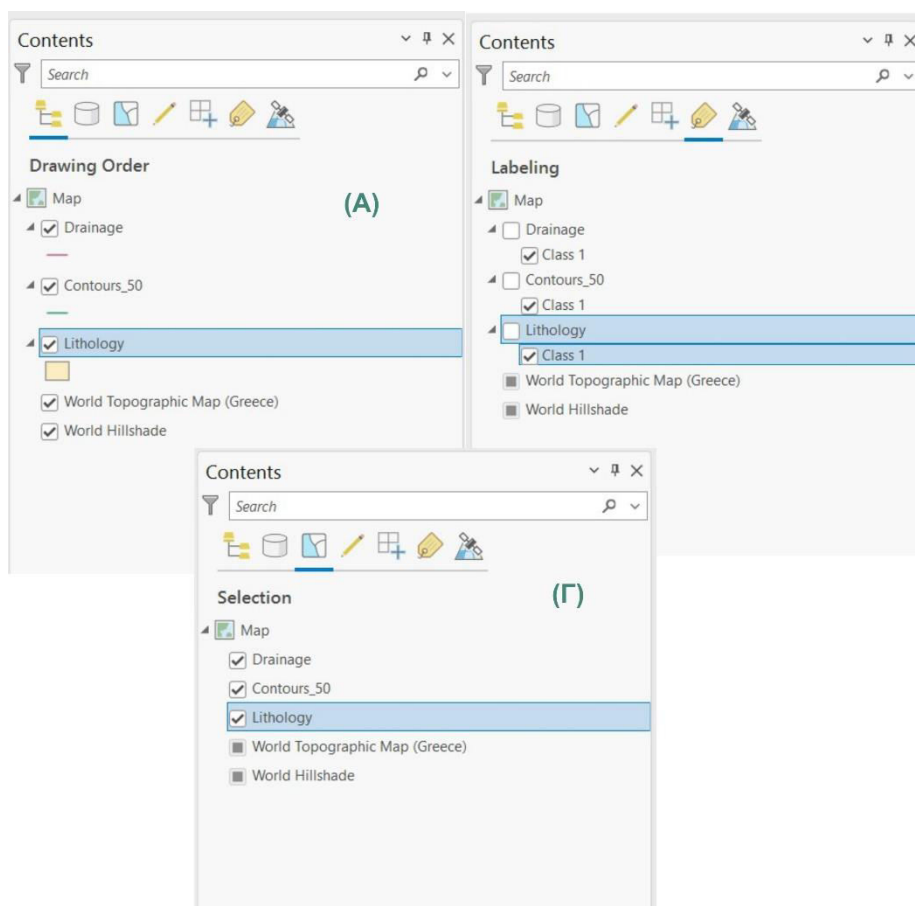 Contents
Search
Drawing Order
Map
(A)
Drainage
Contours_50
Lithology
World Topographic Map (Greece)
World Hillshade
Contents
Search
Labeling
Map
Drainage
Class 1
Contours_50
Class 1
Lithology
Class 1
World Topographic Map (Greece)
World Hillshade
Contents
Search
Selection
(Γ)
Map
Drainage
Contours_50
Lithology
World Topographic Map (Greece)
World Hillshade